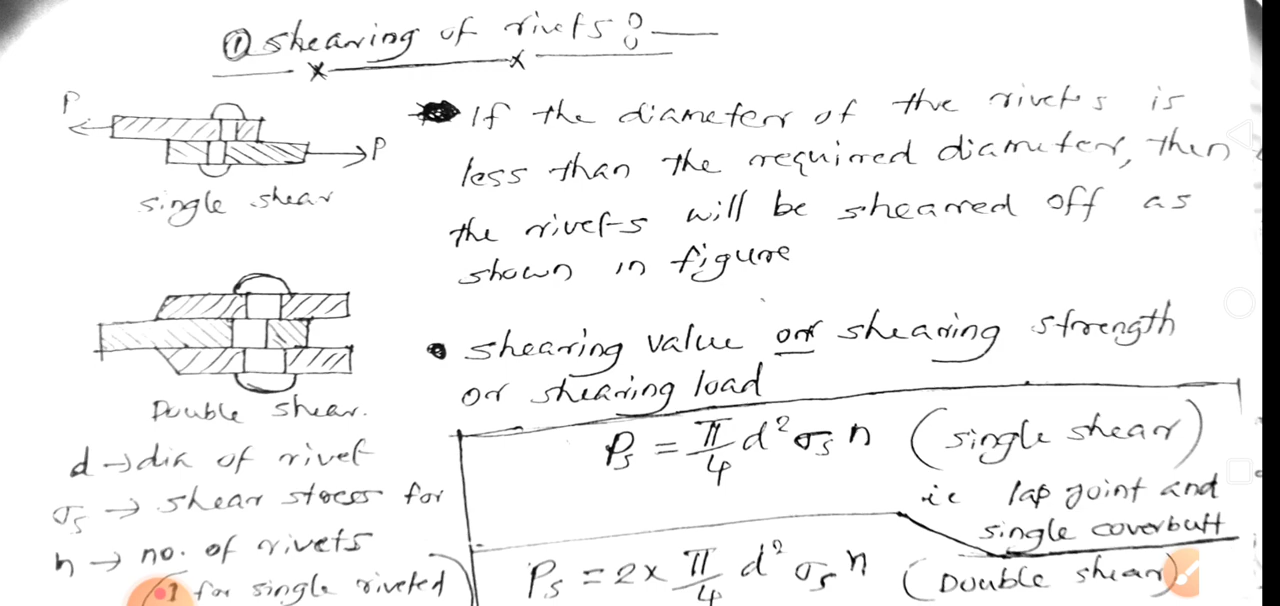 ① shearing of rivets :—
P
P
single shear
If the diameter of the rivets is
less than the required diameter, then
the rivets will be sheared off as
shown in figure
Double shear.
• shearing value or shearing strength
or shearing load
d → dia of rivet
σs → shear stress for
n → no. of rivets
1 for single riveted
Ps = π/4 d² σs n (single shear)
ie lap joint and
single coverbutt
Ps = 2 × π/4 d² σs n (Double shear)